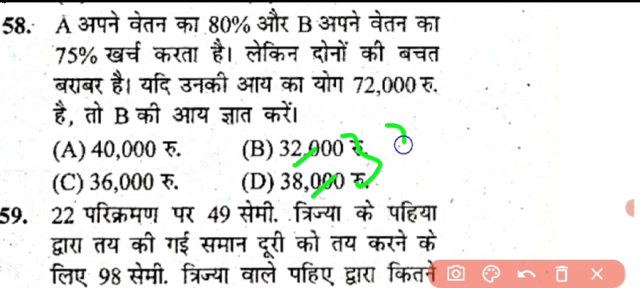 58. A अपने वेतन का 80% और B अपने वेतन का
75% खर्च करता है। लेकिन दोनों की बचत
बराबर है। यदि उनकी आय का योग 72,000 रु.
है, तो B की आय ज्ञात करें।
(A) 40,000 रु. (B) 32,000 रु.
(C) 36,000 रु. (D) 38,000 रु.
59. 22 परिक्रमण पर 49 सेमी. त्रिज्या के पहिया
द्वारा तय की गई समान दूरी को तय करने के
लिए 98 सेमी. त्रिज्या वाले पहिए द्वारा कितने